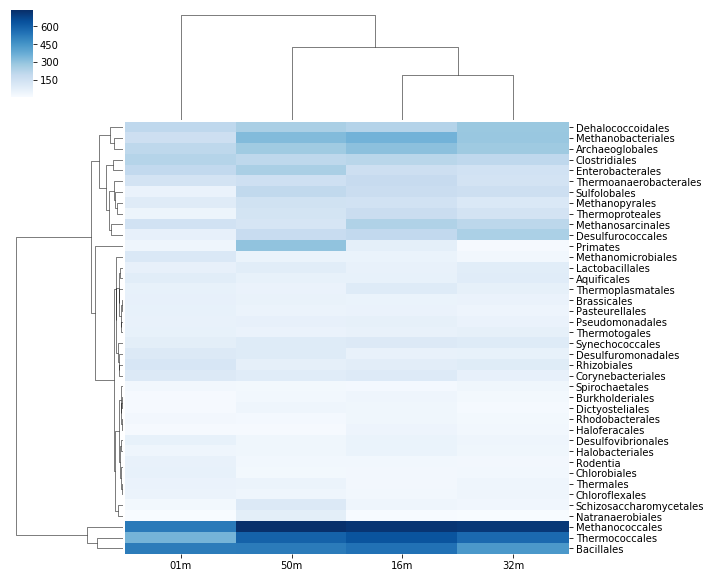 600
450
300
150
Dehalococcoidales
Methanobacteriales
Archaeoglobales
Clostridiales
Enterobacterales
Thermoanaerobacterales
Sulfolobales
Methanopyrales
Thermoproteales
Methanosarcinales
Desulfurococcales
Primates
Methanomicrobiales
Lactobacillales
Aquificales
Thermoplasmatales
Brassicales
Pasteurellales
Pseudomonadales
Thermotogales
Synechococcales
Desulfuromonadales
Rhizobiales
Corynebacteriales
Spirochaetales
Burkholderiales
Dictyosteliales
Rhodobacterales
Haloferacales
Desulfovibrionales
Halobacteriales
Rodentia
Chlorobiales
Thermales
Chloroflexales
Schizosaccharomycetales
Natranaerobiales
Methanococcales
Thermococcales
Bacillales
01m 50m 16m 32m